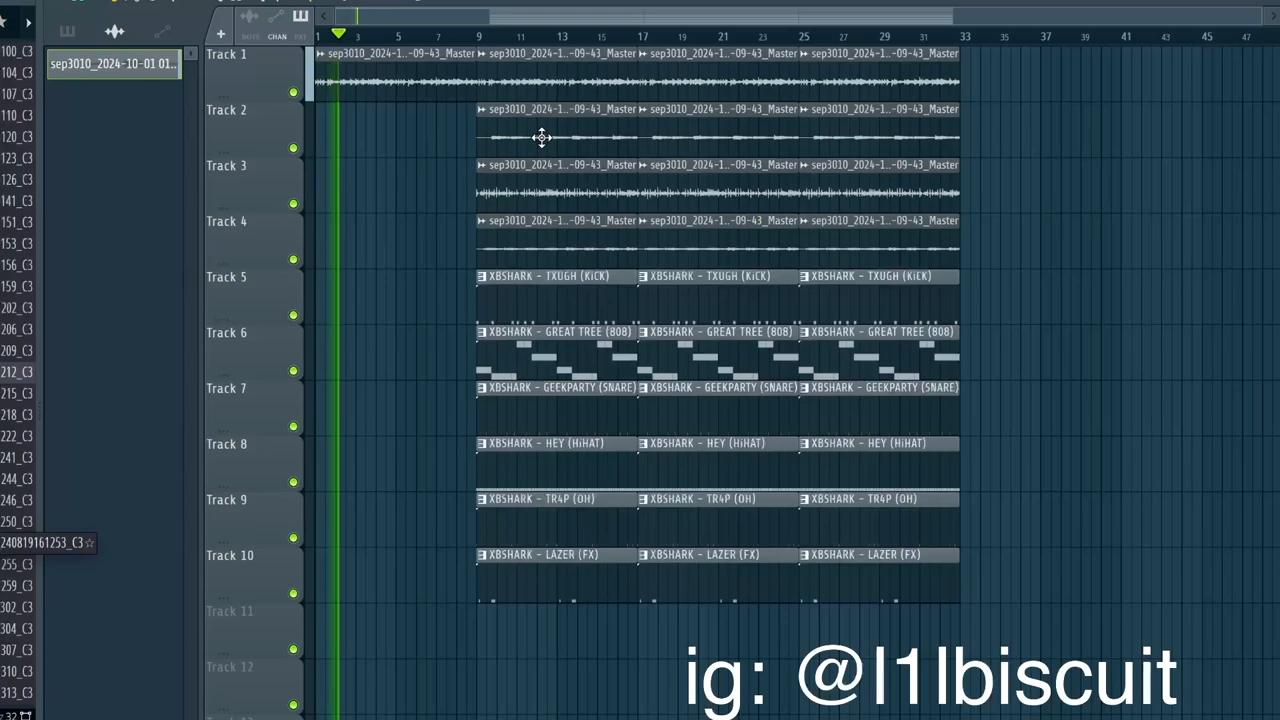 NOTE CHAN PAT
1 3 5 7 9 11 13 15 17 19 21 23 25 27 29 31 33 35 37 39 41 43 45 47
sep3010_2024-10-01 01..
100_C3
104_C3
107_C3
110_C3
120_C3
123_C3
126_C3
141_C3
151_C3
153_C3
156_C3
159_C3
202_C3
206_C3
209_C3
212_C3
215_C3
218_C3
222_C3
241_C3
244_C3
246_C3
250_C3
240819161253_C3
255_C3
259_C3
302_C3
304_C3
307_C3
310_C3
313_C3
Track 1 sep3010_2024-1..-09-43_Master sep3010_2024-1..-09-43_Master sep3010_2024-1..-09-43_Master sep3010_2024-1..-09-43_Master
Track 2 sep3010_2024-1..-09-43_Master sep3010_2024-1..-09-43_Master sep3010_2024-1..-09-43_Master
Track 3 sep3010_2024-1..-09-43_Master sep3010_2024-1..-09-43_Master sep3010_2024-1..-09-43_Master
Track 4 sep3010_2024-1..-09-43_Master sep3010_2024-1..-09-43_Master sep3010_2024-1..-09-43_Master
Track 5 XBSHARK - TXUGH (KiCK) XBSHARK - TXUGH (KiCK) XBSHARK - TXUGH (KiCK)
Track 6 XBSHARK - GREAT TREE (808) XBSHARK - GREAT TREE (808) XBSHARK - GREAT TREE (808)
Track 7 XBSHARK - GEEKPARTY (SNARE) XBSHARK - GEEKPARTY (SNARE) XBSHARK - GEEKPARTY (SNARE)
Track 8 XBSHARK - HEY (HiHAT) XBSHARK - HEY (HiHAT) XBSHARK - HEY (HiHAT)
Track 9 XBSHARK - TR4P (OH) XBSHARK - TR4P (OH) XBSHARK - TR4P (OH)
Track 10 XBSHARK - LAZER (FX) XBSHARK - LAZER (FX) XBSHARK - LAZER (FX)
Track 11
Track 12
ig: @l1lbiscuit